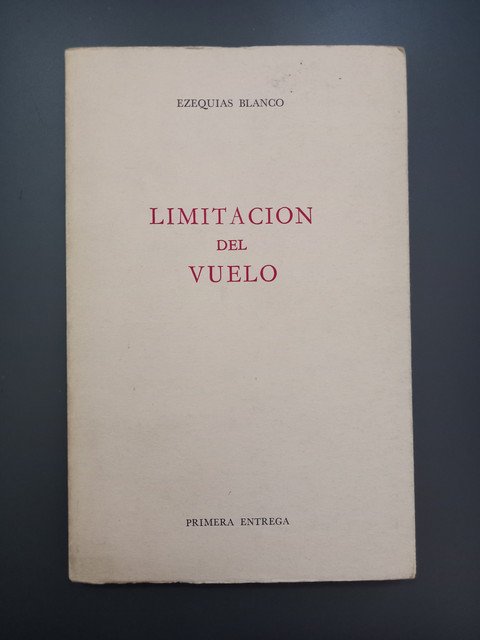 EZEQUIAS BLANCO
LIMITACION
DEL
VUELO
PRIMERA ENTREGA